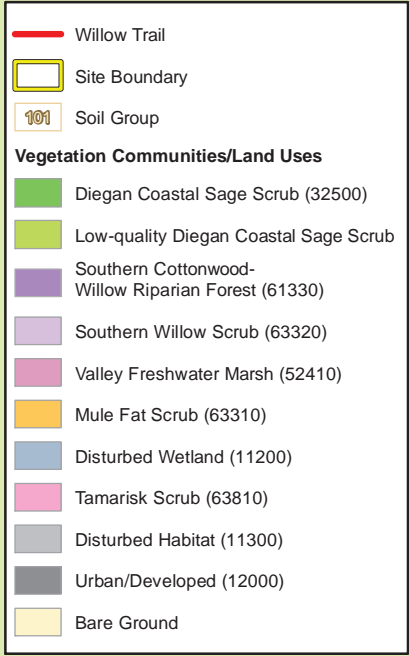 Willow Trail
Site Boundary
101 Soil Group
Vegetation Communities/Land Uses
Diegan Coastal Sage Scrub (32500)
Low-quality Diegan Coastal Sage Scrub
Southern Cottonwood-
Willow Riparian Forest (61330)
Southern Willow Scrub (63320)
Valley Freshwater Marsh (52410)
Mule Fat Scrub (63310)
Disturbed Wetland (11200)
Tamarisk Scrub (63810)
Disturbed Habitat (11300)
Urban/Developed (12000)
Bare Ground